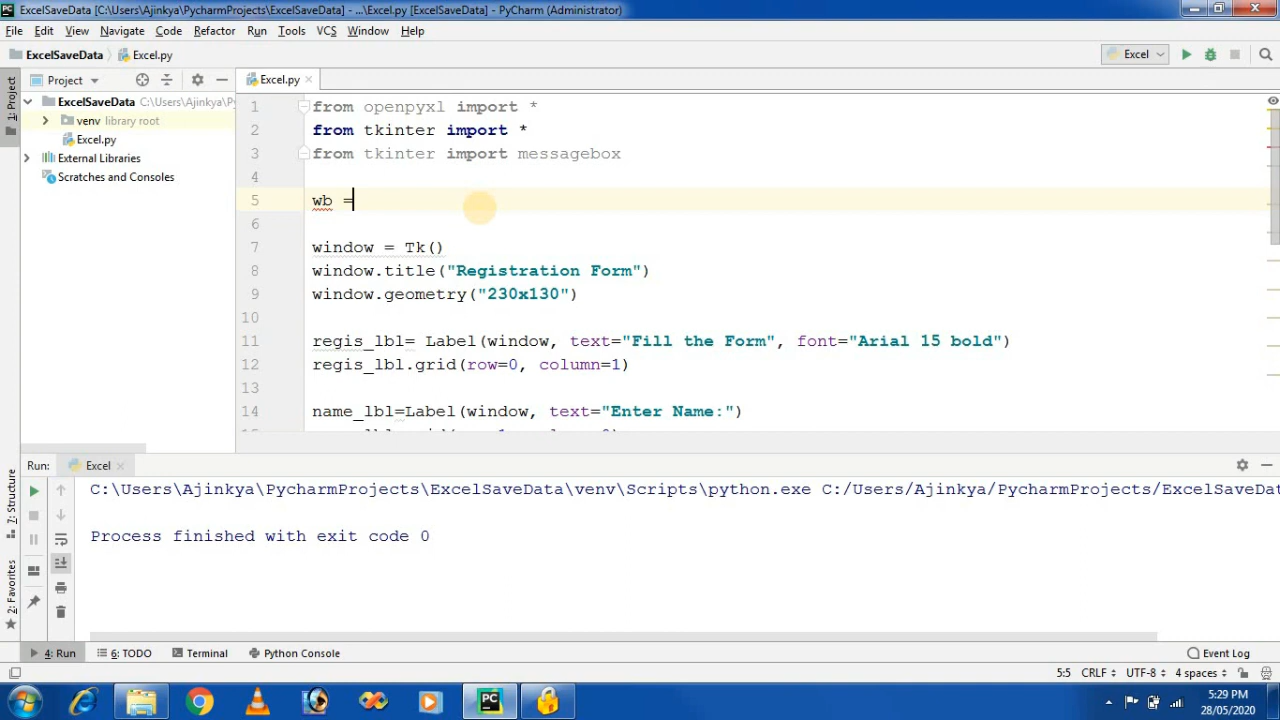 ExcelSaveData [C:\Users\Ajinkya\PycharmProjects\ExcelSaveData] - ...\Excel.py [ExcelSaveData] - PyCharm (Administrator)
File Edit View Navigate Code Refactor Run Tools VCS Window Help
ExcelSaveData Excel.py Excel
Project Excel.py
1: Project
ExcelSaveData C:\Users\Ajinkya\P
venv library root
Excel.py
External Libraries
Scratches and Consoles
1 from openpyxl import *
2 from tkinter import *
3 from tkinter import messagebox
4
5 wb =
6
7 window = Tk()
8 window.title("Registration Form")
9 window.geometry("230x130")
10
11 regis_lbl= Label(window, text="Fill the Form", font="Arial 15 bold")
12 regis_lbl.grid(row=0, column=1)
13
14 name_lbl=Label(window, text="Enter Name:")
Run: Excel
C:\Users\Ajinkya\PycharmProjects\ExcelSaveData\venv\Scripts\python.exe C:/Users/Ajinkya/PycharmProjects/ExcelSaveDat
Process finished with exit code 0
7: Structure
2: Favorites
4: Run 6: TODO Terminal Python Console Event Log
5:5 CRLF UTF-8 4 spaces
PC
5:29 PM
28/05/2020